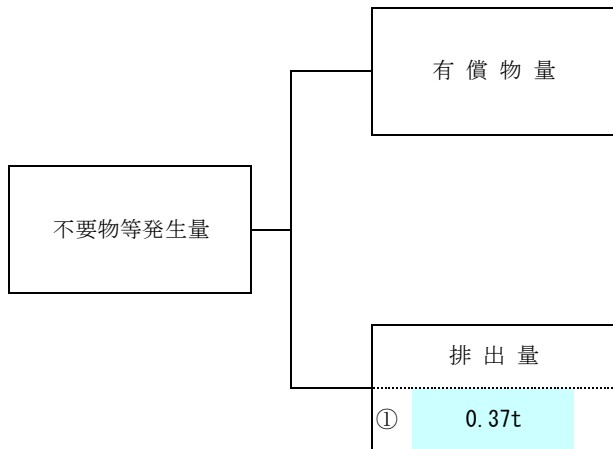 有 償 物 量
不要物等発生量
排 出 量
① 0.37t